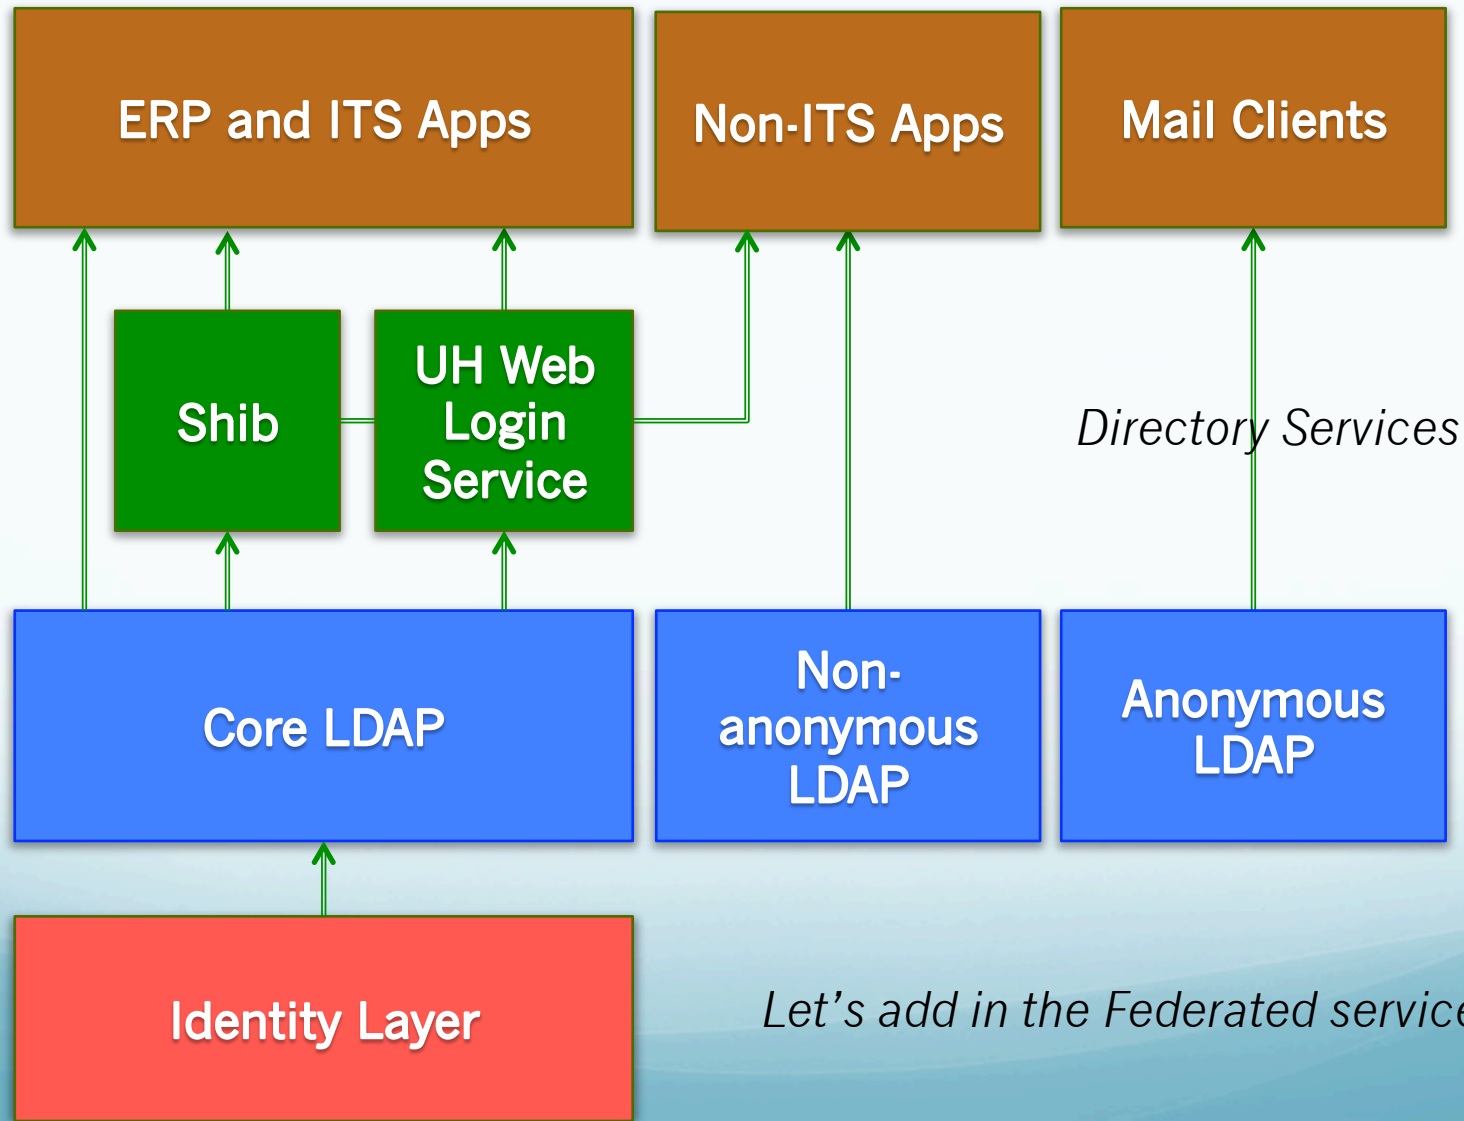 ERP and ITS Apps
Non-ITS Apps
Mail Clients
Shib
UH Web
Login
Service
Directory Services
Core LDAP
Non-
anonymous
LDAP
Anonymous
LDAP
Identity Layer
Let's add in the Federated service